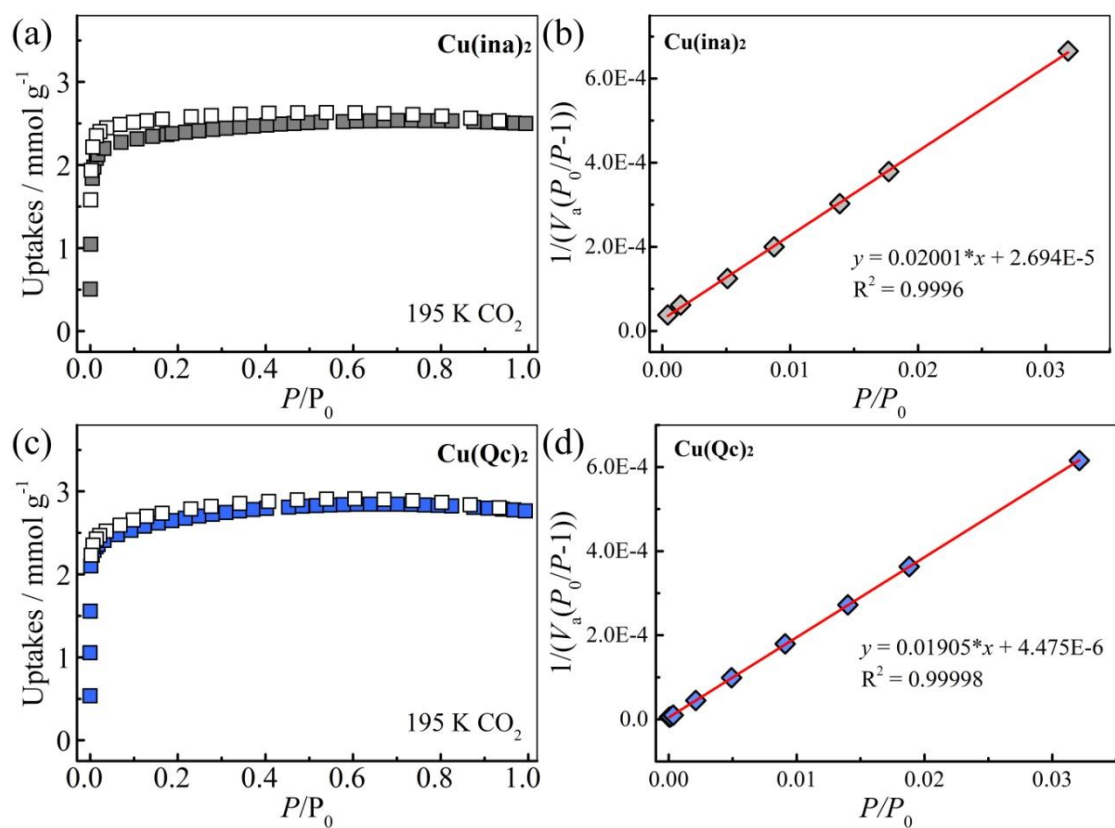 (a)
Cu(ina)₂
Uptakes / mmol g⁻¹
3
2
1
0
195 K CO₂
0.0 0.2 0.4 0.6 0.8 1.0
P/P₀
(b)
Cu(ina)₂
1/(Vₐ(P₀/P-1))
6.0E-4
4.0E-4
2.0E-4
0.0
y = 0.02001*x + 2.694E-5
R² = 0.9996
0.00 0.01 0.02 0.03
P/P₀
(c)
Cu(Qc)₂
Uptakes / mmol g⁻¹
3
2
1
0
195 K CO₂
0.0 0.2 0.4 0.6 0.8 1.0
P/P₀
(d)
Cu(Qc)₂
1/(Vₐ(P₀/P-1))
6.0E-4
4.0E-4
2.0E-4
0.0
y = 0.01905*x + 4.475E-6
R² = 0.99998
0.00 0.01 0.02 0.03
P/P₀